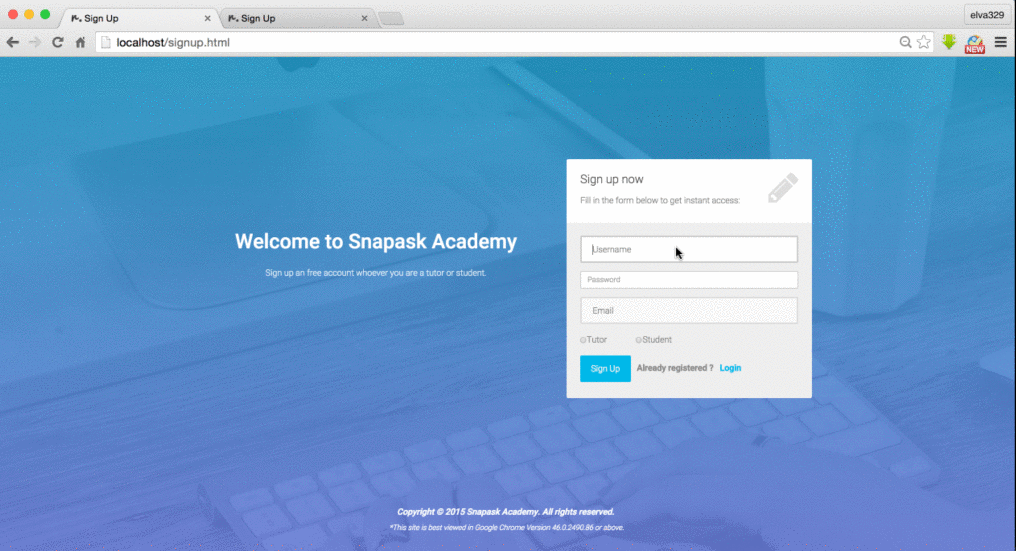 Sign Up
Sign Up
elva329
localhost/signup.html
NEW
Sign up now
Fill in the form below to get instant access:
Welcome to Snapask Academy
Sign up an free account whoever you are a tutor or student.
Username
Password
Email
Tutor Student
Sign Up Already registered ? Login
Copyright © 2015 Snapask Academy. All rights reserved.
*This site is best viewed in Google Chrome Version 46.0.2490.86 or above.